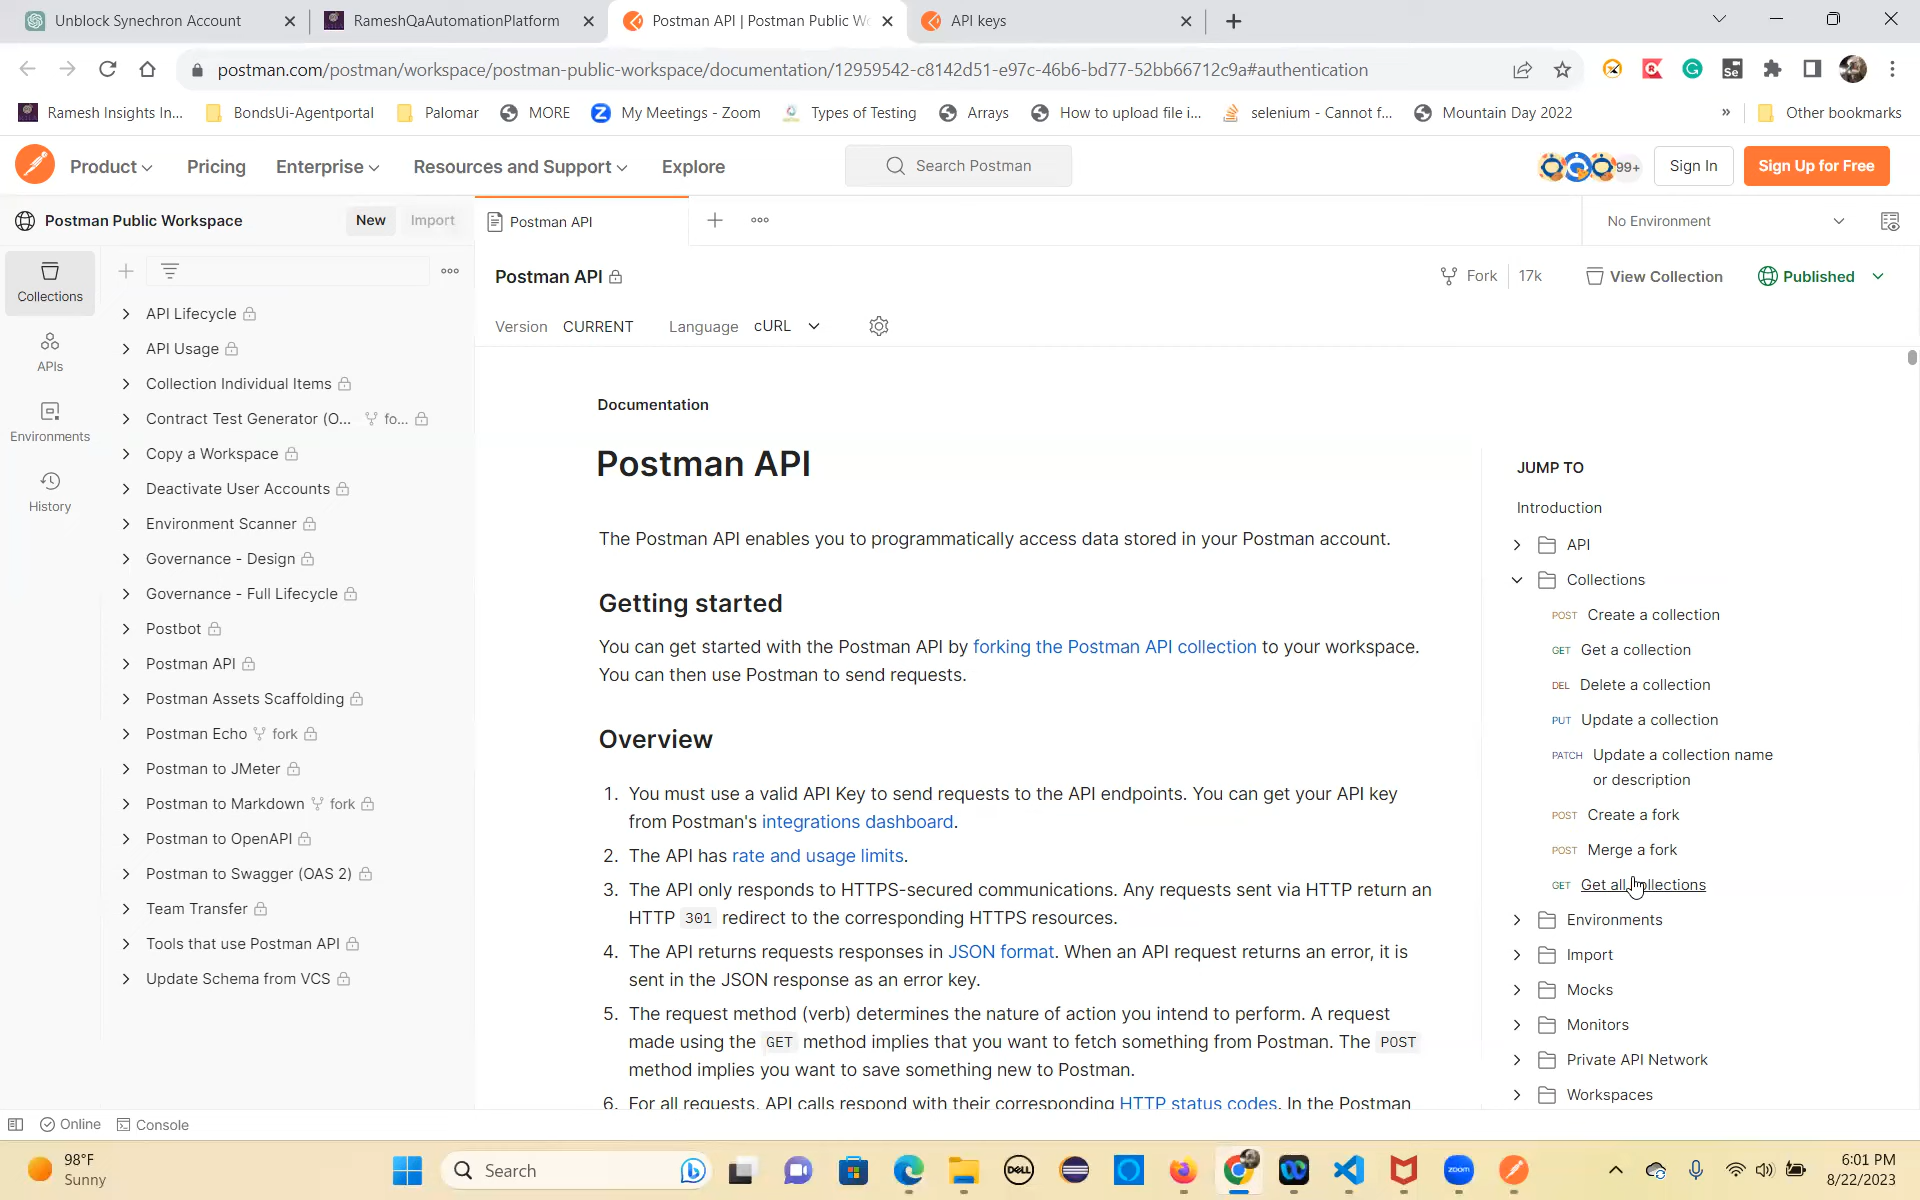 Unblock Synechron Account
RameshQaAutomationPlatform
Postman API | Postman Public Wo
API keys
postman.com/postman/workspace/postman-public-workspace/documentation/12959542-c8142d51-e97c-46b6-bd77-52bb66712c9a#authentication
Ramesh Insights In...
BondsUi-Agentportal
Palomar
MORE
My Meetings - Zoom
Types of Testing
Arrays
How to upload file i...
selenium - Cannot f...
Mountain Day 2022
»
Other bookmarks
Product
Pricing
Enterprise
Resources and Support
Explore
Search Postman
99+
Sign In
Sign Up for Free
Postman Public Workspace
New
Import
Postman API
No Environment
Collections
APIs
Environments
History
API Lifecycle
API Usage
Collection Individual Items
Contract Test Generator (O... fo...
Copy a Workspace
Deactivate User Accounts
Environment Scanner
Governance - Design
Governance - Full Lifecycle
Postbot
Postman API
Postman Assets Scaffolding
Postman Echo fork
Postman to JMeter
Postman to Markdown fork
Postman to OpenAPI
Postman to Swagger (OAS 2)
Team Transfer
Tools that use Postman API
Update Schema from VCS
Postman API
Fork 17k
View Collection
Published
Version CURRENT Language cURL
Documentation
Postman API
The Postman API enables you to programmatically access data stored in your Postman account.
Getting started
You can get started with the Postman API by forking the Postman API collection to your workspace.
You can then use Postman to send requests.
Overview
1. You must use a valid API Key to send requests to the API endpoints. You can get your API key
from Postman's integrations dashboard.
2. The API has rate and usage limits.
3. The API only responds to HTTPS-secured communications. Any requests sent via HTTP return an
HTTP 301 redirect to the corresponding HTTPS resources.
4. The API returns requests responses in JSON format. When an API request returns an error, it is
sent in the JSON response as an error key.
5. The request method (verb) determines the nature of action you intend to perform. A request
made using the GET method implies that you want to fetch something from Postman. The POST
method implies you want to save something new to Postman.
6. For all requests, API calls respond with their corresponding HTTP status codes. In the Postman
JUMP TO
Introduction
API
Collections
POST Create a collection
GET Get a collection
DEL Delete a collection
PUT Update a collection
PATCH Update a collection name
or description
POST Create a fork
POST Merge a fork
GET Get all collections
Environments
Import
Mocks
Monitors
Private API Network
Workspaces
Online
Console
98°F
Sunny
Search
DELL
zoom
6:01 PM
8/22/2023